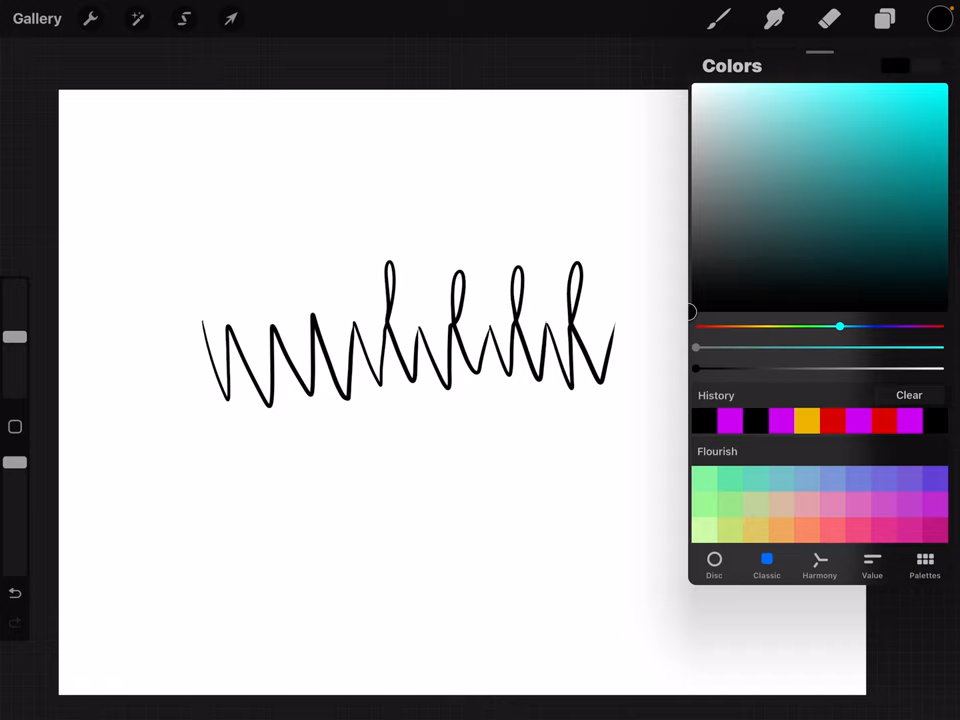 Gallery
Colors
History
Clear
Flourish
Disc
Classic
Harmony
Value
Palettes